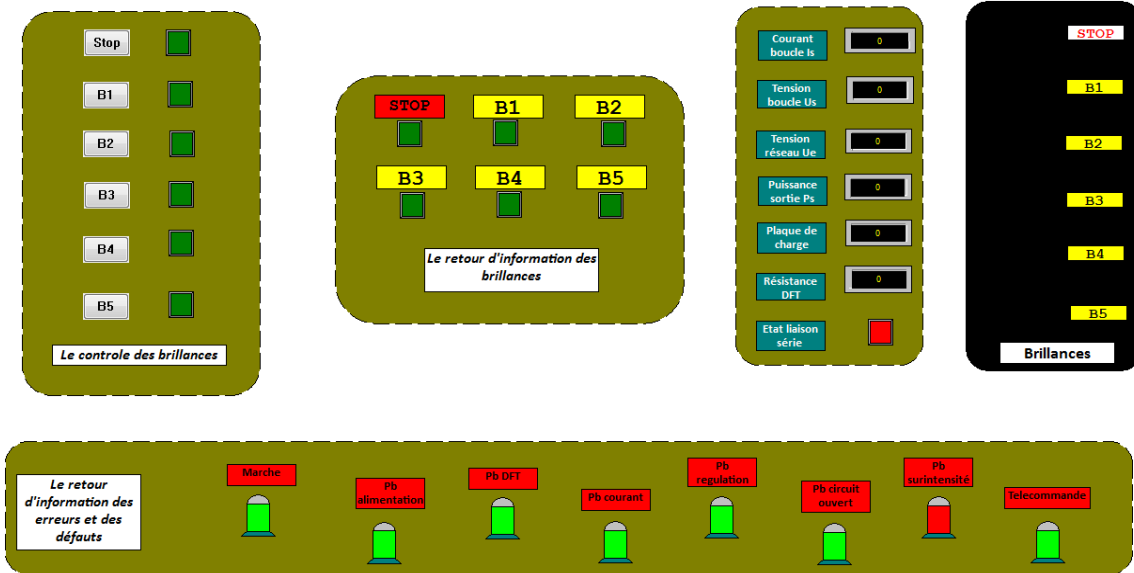 Stop
B1
B2
B3
B4
B5
Le controle des brillances
STOP B1 B2
B3 B4 B5
Le retour d'information des
brillances
Courant
boucle Is
0
Tension
boucle Us
0
Tension
réseau Ue
0
Puissance
sortie Ps
0
Plaque de
charge
0
Résistance
DFT
0
Etat liaison
série
STOP
B1
B2
B3
B4
B5
Brillances
Le retour
d'information des
erreurs et des
défauts
Marche
Pb
alimentation
Pb DFT
Pb courant
Pb
regulation
Pb circuit
ouvert
Pb
surintensité
Telecommande